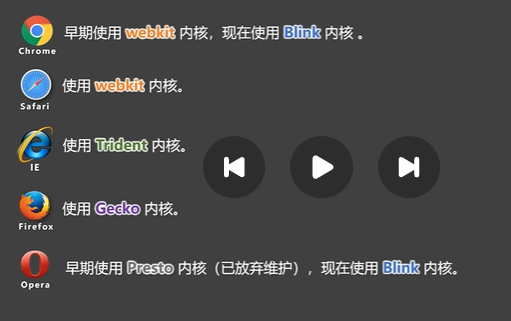 早期使用 webkit 内核，现在使用 Blink 内核 。
Chrome
使用 webkit 内核。
Safari
使用 Trident 内核。
IE
使用 Gecko 内核。
Firefox
早期使用 Presto 内核（已放弃维护），现在使用 Blink 内核。
Opera